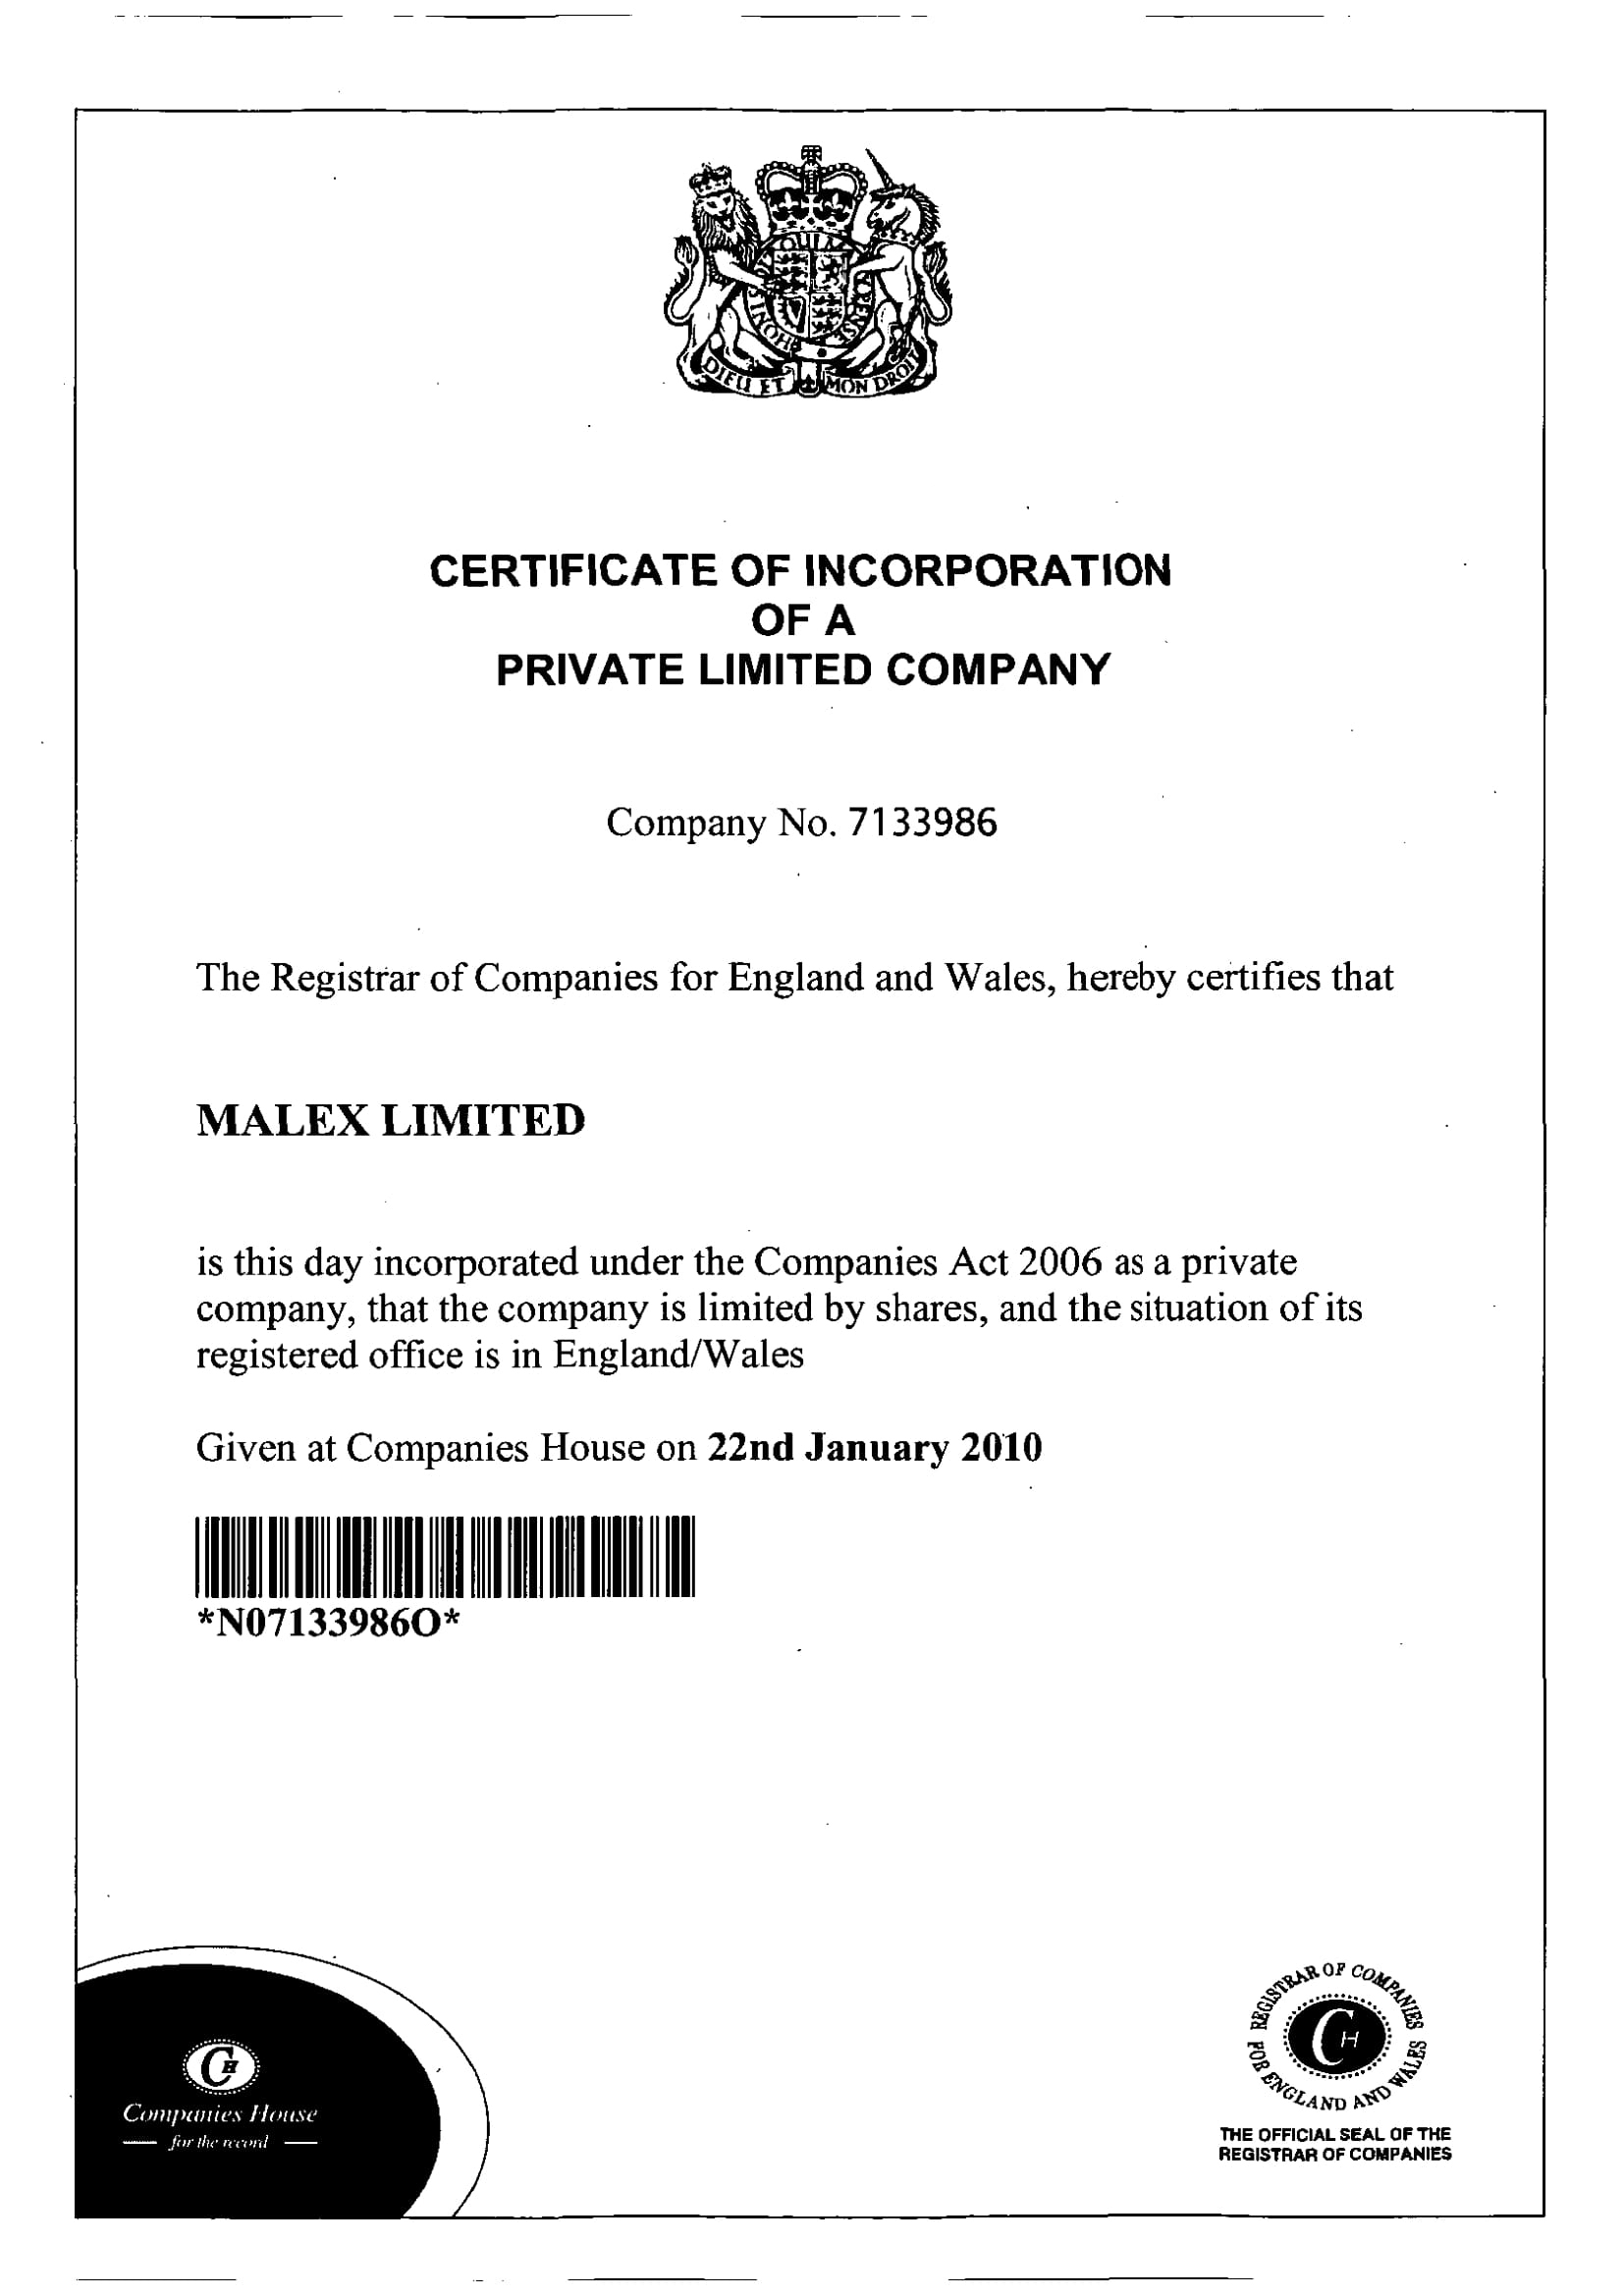 HONI S QUI M Y PENSE
DIEU ET MON DROIT
CERTIFICATE OF INCORPORATION
OF A
PRIVATE LIMITED COMPANY
Company No. 7133986
The Registrar of Companies for England and Wales, hereby certifies that
MALEX LIMITED
is this day incorporated under the Companies Act 2006 as a private
company, that the company is limited by shares, and the situation of its
registered office is in England/Wales
Given at Companies House on 22nd January 2010
*N07133986O*
CH
Companies House
for the record
REGISTRAR OF COMPANIES
FOR ENGLAND AND WALES
CH
THE OFFICIAL SEAL OF THE
REGISTRAR OF COMPANIES